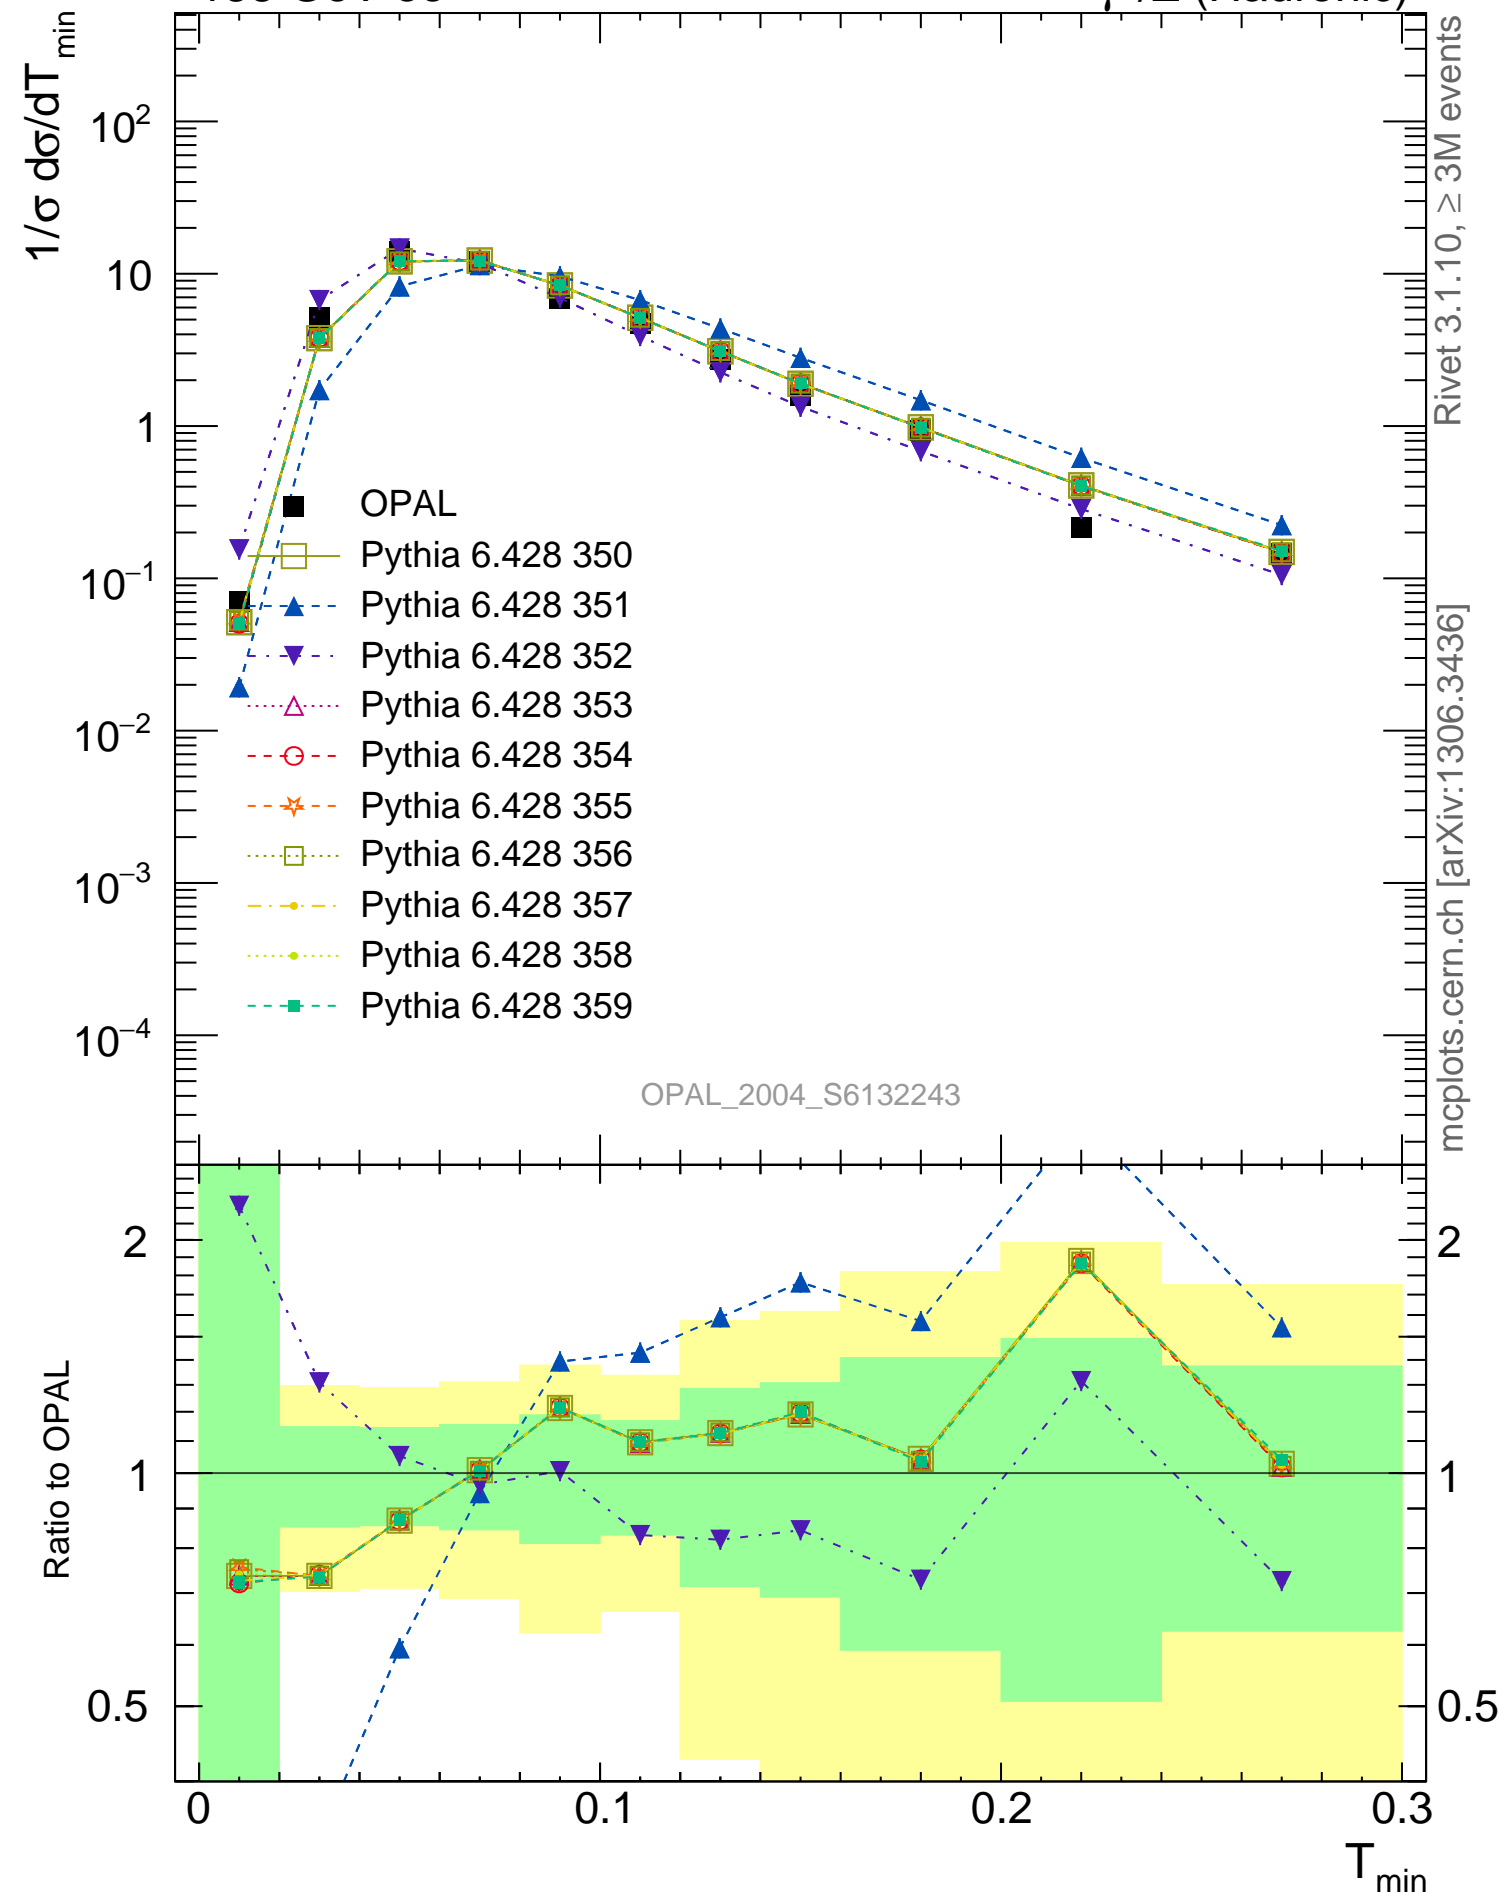 1/σ dσ/dT_min
10²
10
1
10⁻¹
10⁻²
10⁻³
10⁻⁴
OPAL
Pythia 6.428 350
Pythia 6.428 351
Pythia 6.428 352
Pythia 6.428 353
Pythia 6.428 354
Pythia 6.428 355
Pythia 6.428 356
Pythia 6.428 357
Pythia 6.428 358
Pythia 6.428 359
OPAL_2004_S6132243
Rivet 3.1.10, ≥ 3M events
mcplots.cern.ch [arXiv:1306.3436]
Ratio to OPAL
2
1
0.5
2
1
0.5
0
0.1
0.2
0.3
T_min